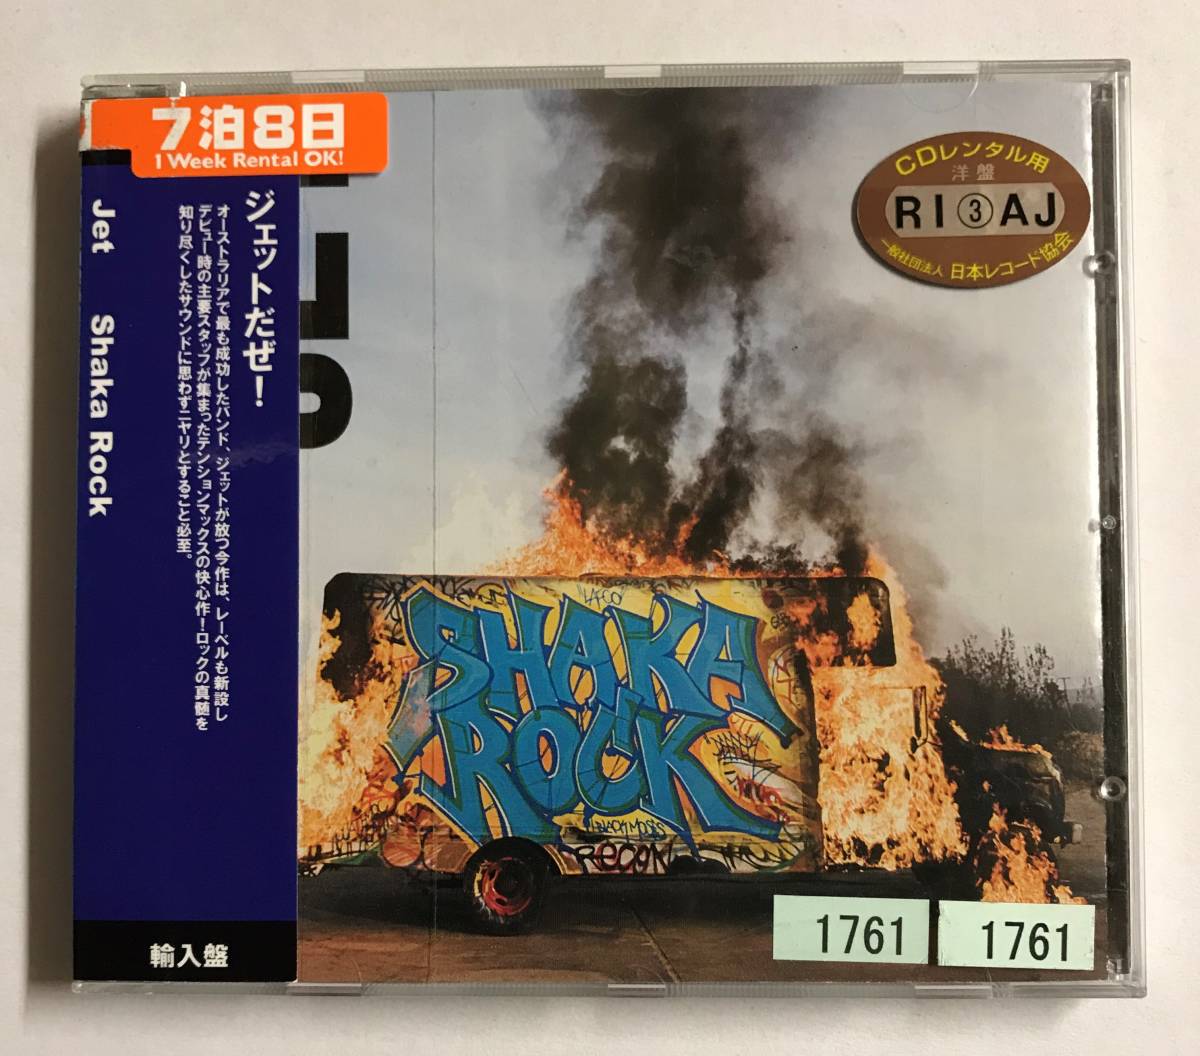 7泊8日
1 Week Rental OK!
Jet Shaka Rock
ジェットだぜ！
オーストラリアで最も成功したバンド、ジェットが放つ今作は、レーベルも新設し
デビュー時の主要スタッフが集まったテンションマックスの快心作！ロックの真髄を
知り尽くしたサウンドに思わずニヤリとすること必至。
輸入盤
CDレンタル用
洋盤
RI③AJ
一般社団法人 日本レコード協会
SHAKA
ROCK
RECON
1761
1761